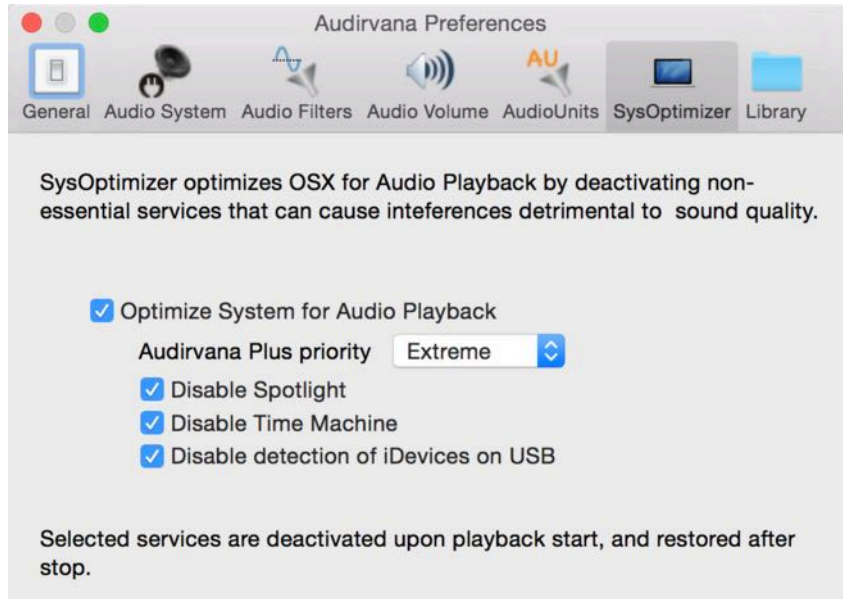 Audirvana Preferences
AU
General Audio System Audio Filters Audio Volume AudioUnits SysOptimizer Library
SysOptimizer optimizes OSX for Audio Playback by deactivating non-
essential services that can cause inteferences detrimental to sound quality.
Optimize System for Audio Playback
Audirvana Plus priority Extreme
Disable Spotlight
Disable Time Machine
Disable detection of iDevices on USB
Selected services are deactivated upon playback start, and restored after
stop.